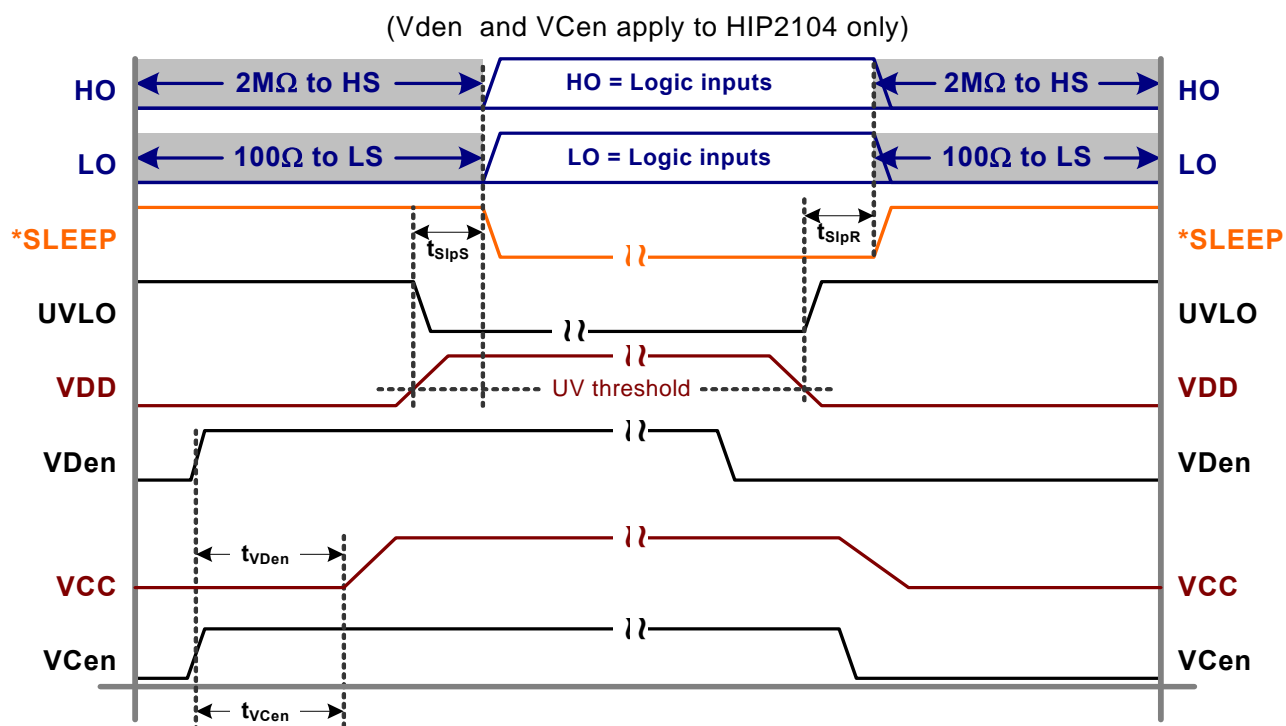 (Vden and VCen apply to HIP2104 only)
HO 2MΩ to HS HO = Logic inputs 2MΩ to HS HO
LO 100Ω to LS LO = Logic inputs 100Ω to LS LO
*SLEEP tSlpS tSlpR *SLEEP
UVLO UVLO
VDD UV threshold VDD
VDen VDen
tVDen
VCC VCC
VCen VCen
tVCen